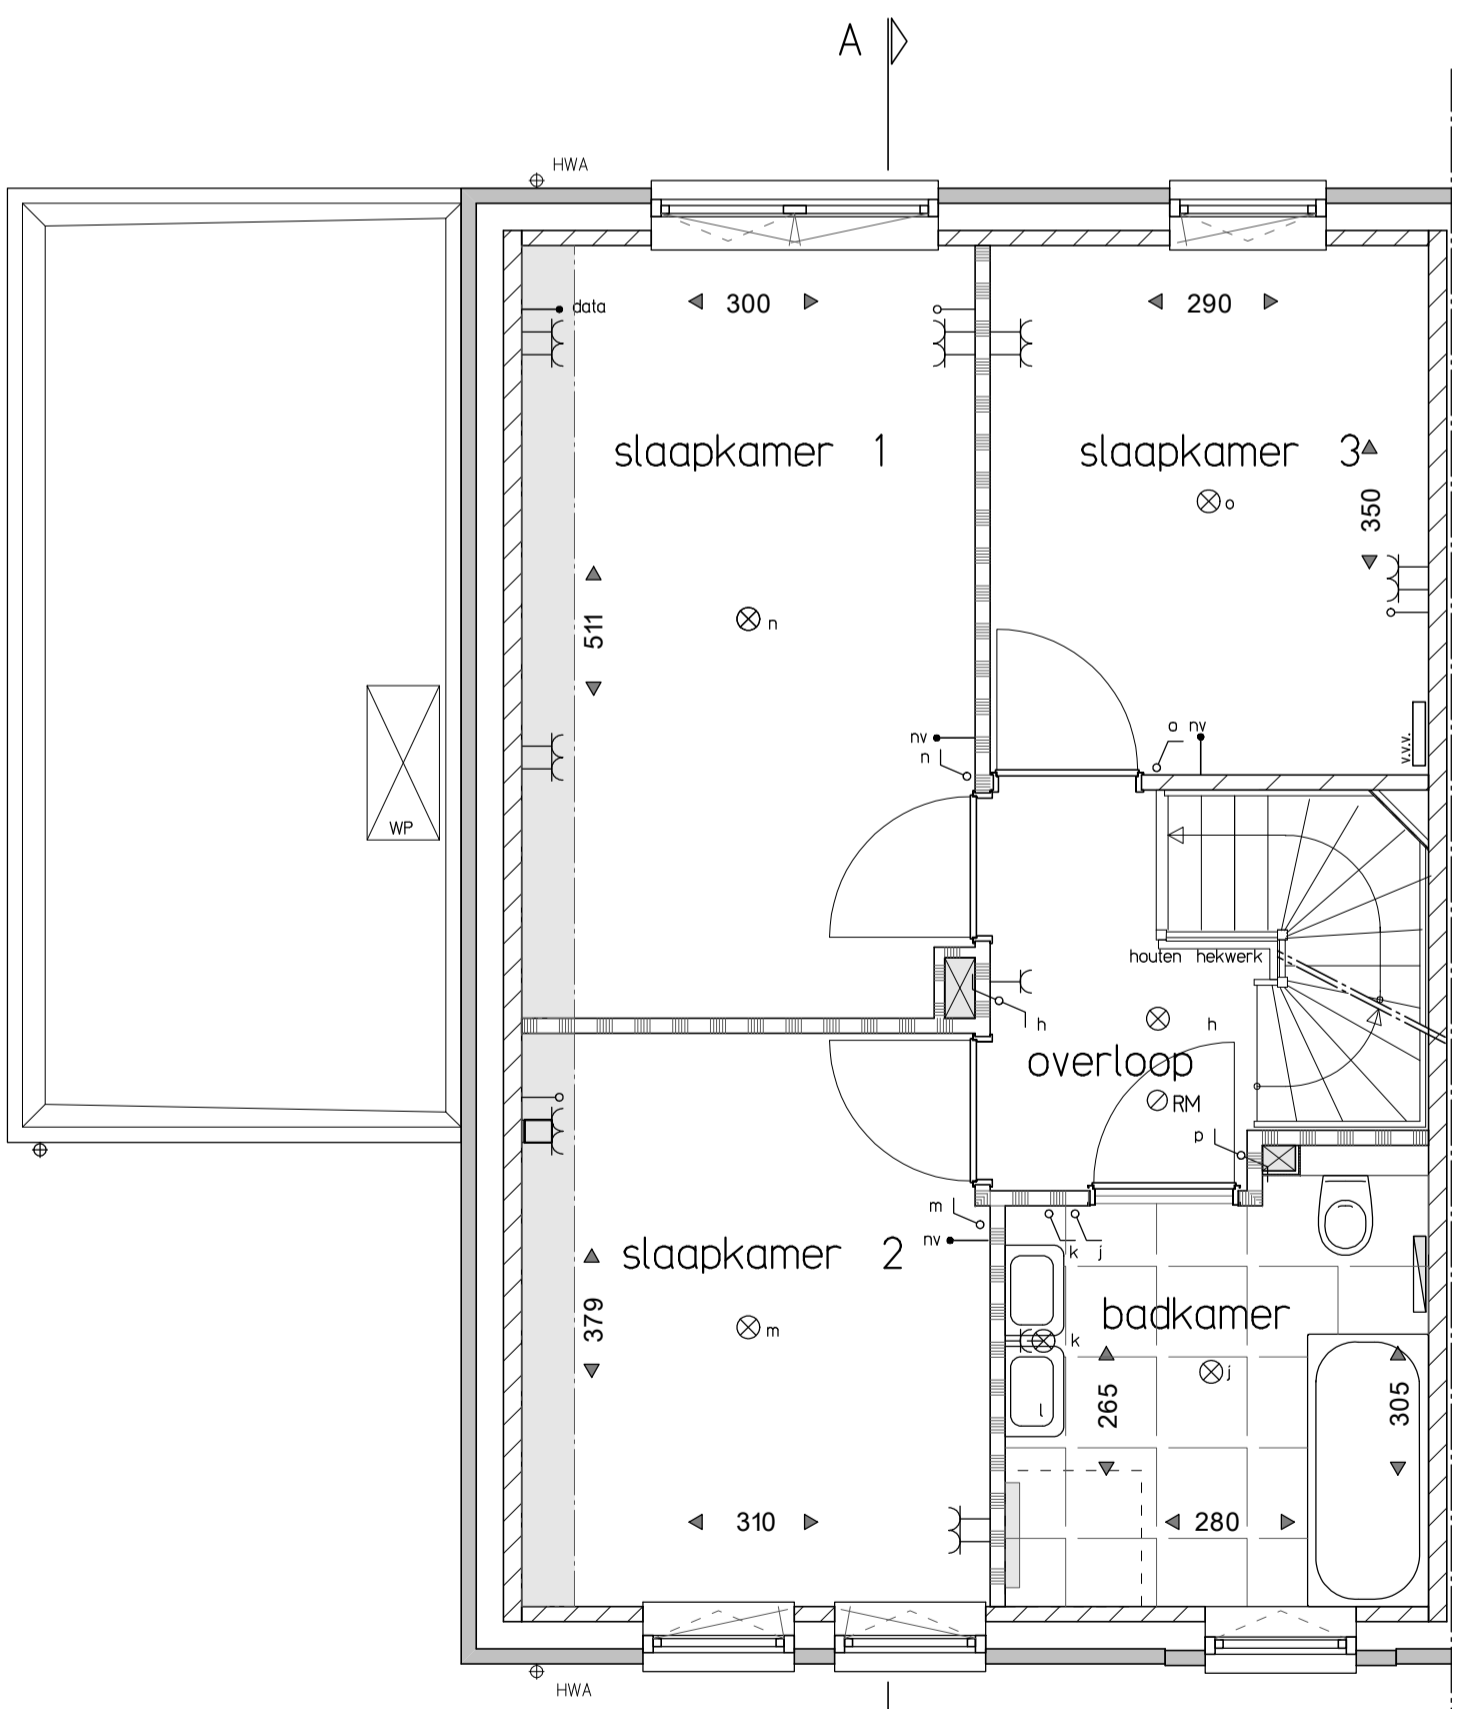 A
HWA
data
300
290
slaapkamer 1
slaapkamer 3
350
o
511
n
nv
n
o nv
v.v.v.
WP
houten hekwerk
h
h
overloop
RM
p
m
nv
k j
slaapkamer 2
379
m
badkamer
k
j
265
305
l
310
280
HWA